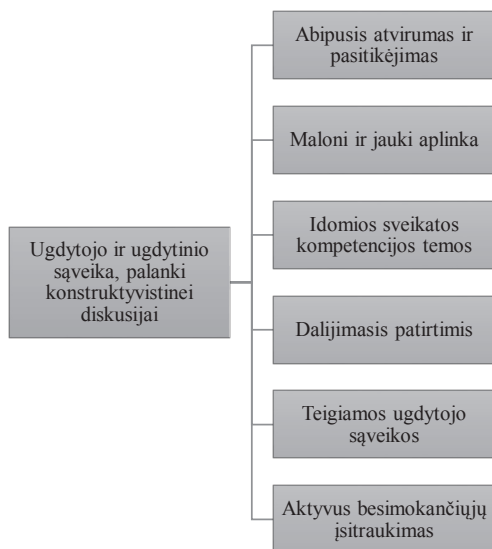 Abipusis atvirumas ir
pasitikėjimas
Maloni ir jauki aplinka
Idomios sveikatos
kompetencijos temos
Ugdytojo ir ugdytinio
sąveika, palanki
konstruktyvistinei
diskusijai
Dalijimasis patirtimis
Teigiamos ugdytojo
sąveikos
Aktyvus besimokančiųjų
įsitraukimas